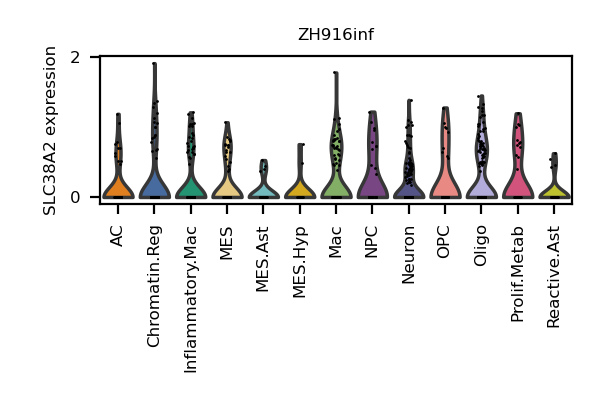 ZH916inf
SLC38A2 expression
2
0
AC
Chromatin.Reg
Inflammatory.Mac
MES
MES.Ast
MES.Hyp
Mac
NPC
Neuron
OPC
Oligo
Prolif.Metab
Reactive.Ast